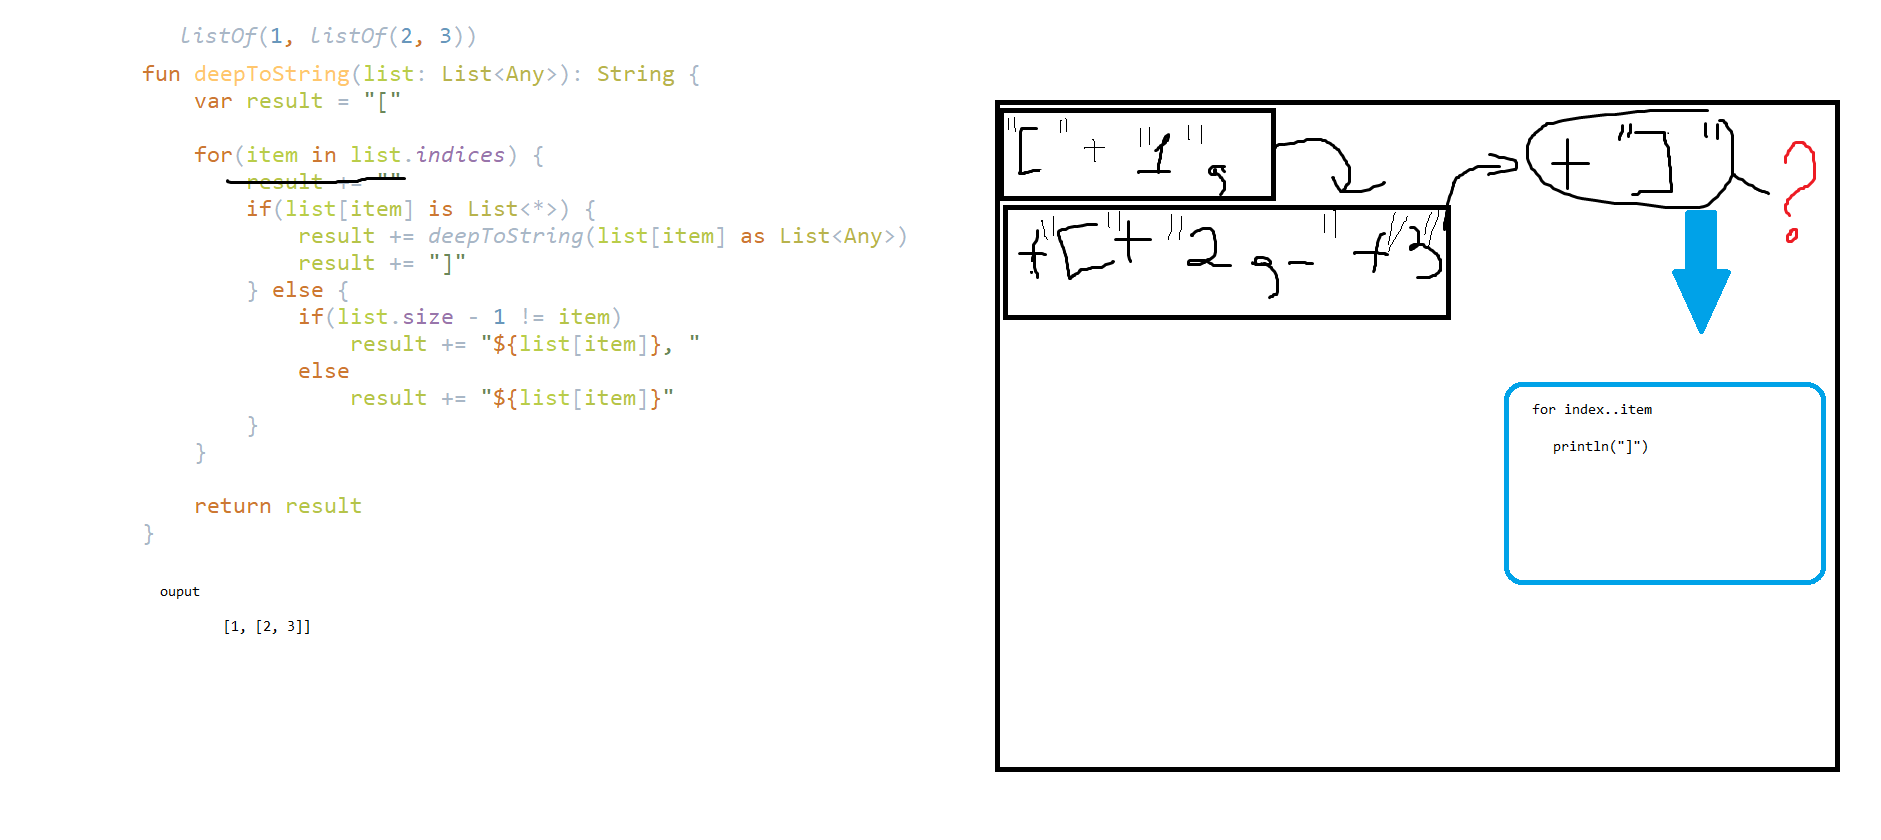 listOf(1, listOf(2, 3))
fun deepToString(list: List<Any>): String {
    var result = "["
    for(item in list.indices) {
        result += ""
        if(list[item] is List<*>) {
            result += deepToString(list[item] as List<Any>)
            result += "]"
        } else {
            if(list.size - 1 != item)
                result += "${list[item]}, "
            else
                result += "${list[item]}"
        }
    }
    return result
}
ouput
[1, [2, 3]]
"[" + "1",
+"["+"2, _" +"3"
+ "]"
?
for index..item
println("]")